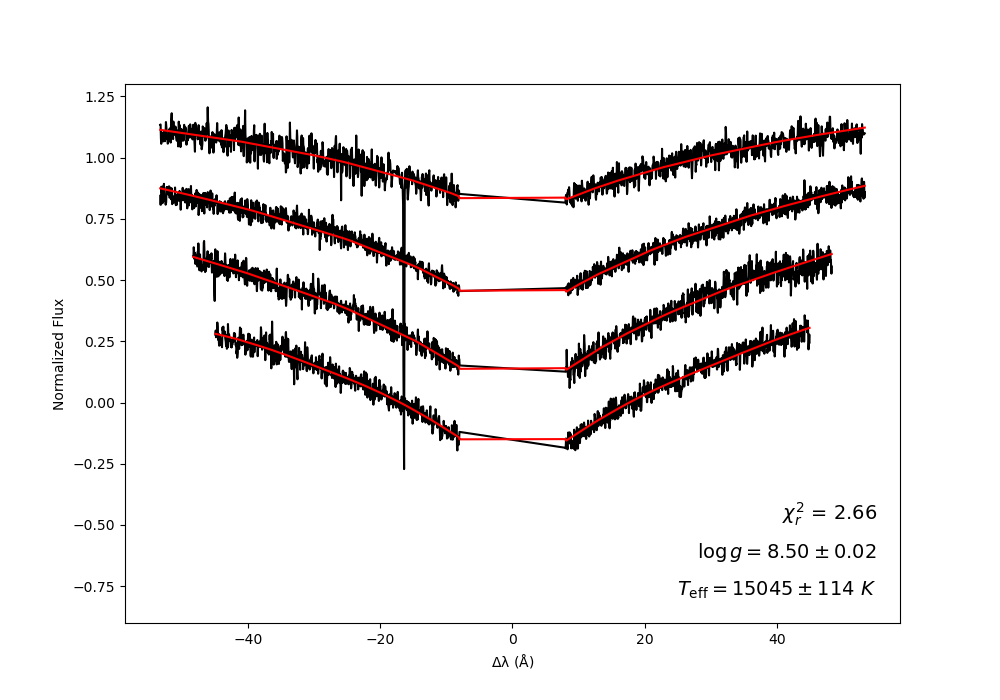 1.25
1.00
0.75
0.50
0.25
0.00
−0.25
−0.50
−0.75
Normalized Flux
χ²ᵣ = 2.66
log g = 8.50 ± 0.02
T_eff = 15045 ± 114 K
−40 −20 0 20 40
Δλ (Å)